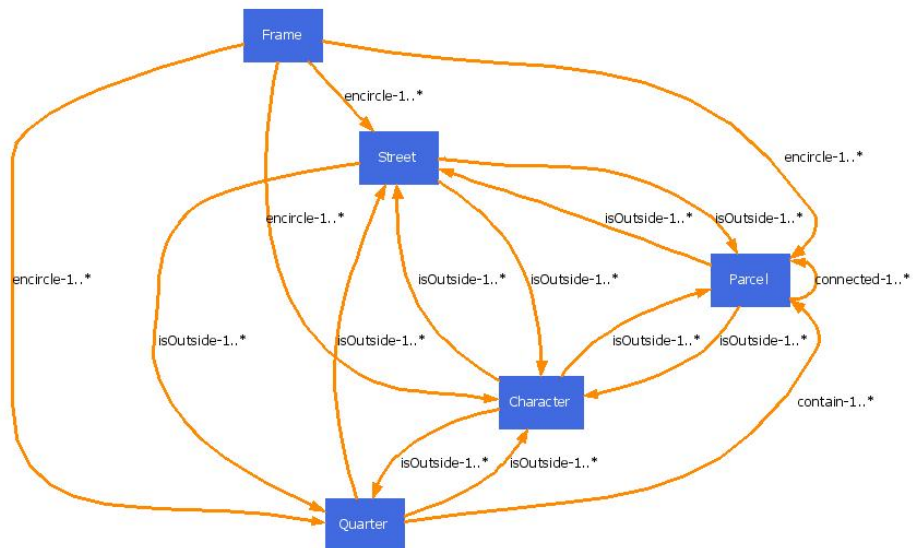 Frame
encircle-1..*
Street
encircle-1..*
encircle-1..*
isOutside-1..*
isOutside-1..*
encircle-1..*
isOutside-1..*
isOutside-1..*
Parcel
connected-1..*
isOutside-1..*
isOutside-1..*
isOutside-1..*
isOutside-1..*
Character
contain-1..*
isOutside-1..*
isOutside-1..*
Quarter